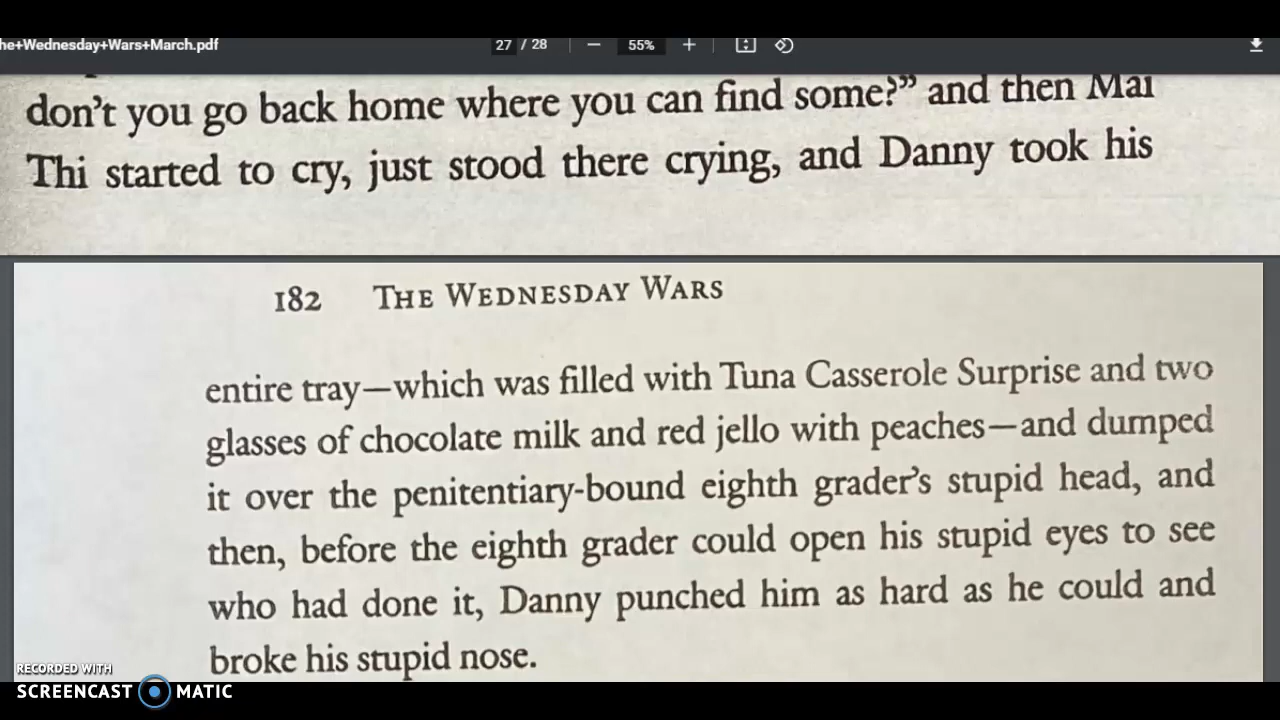 he+Wednesday+Wars+March.pdf
27 / 28
55%
don't you go back home where you can find some?” and then Mai
Thi started to cry, just stood there crying, and Danny took his
182 THE WEDNESDAY WARS
entire tray—which was filled with Tuna Casserole Surprise and two
glasses of chocolate milk and red jello with peaches—and dumped
it over the penitentiary-bound eighth grader's stupid head, and
then, before the eighth grader could open his stupid eyes to see
who had done it, Danny punched him as hard as he could and
broke his stupid nose.
RECORDED WITH
SCREENCAST MATIC